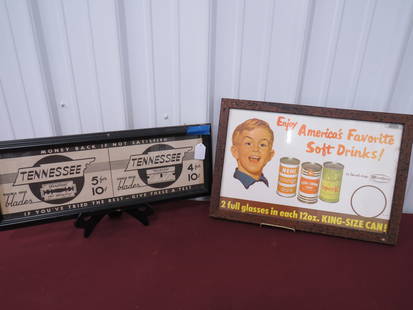 MONEY BACK IF NOT SATISFIED
TENNESSEE
blades
5 for
10¢
TENNESSEE
blades
4 for
10¢
IF YOU'VE TRIED THE BEST - GIVE THESE A TEST
Enjoy America's Favorite
Soft Drinks!
2 full glasses in each 12oz. KING-SIZE CAN!